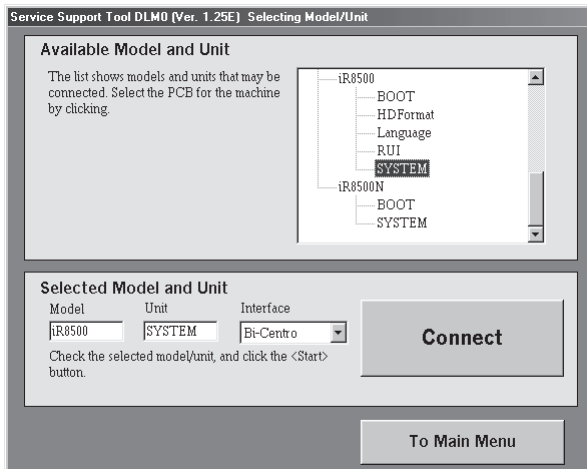 Service Support Tool DLM0 (Ver. 1.25E) Selecting Model/Unit
Available Model and Unit
The list shows models and units that may be
connected. Select the PCB for the machine
by clicking.
iR8500
BOOT
HDFormat
Language
RUI
SYSTEM
iR8500N
BOOT
SYSTEM
Selected Model and Unit
Model Unit Interface
iR8500 SYSTEM Bi-Centro
Connect
Check the selected model/unit, and click the <Start>
button.
To Main Menu